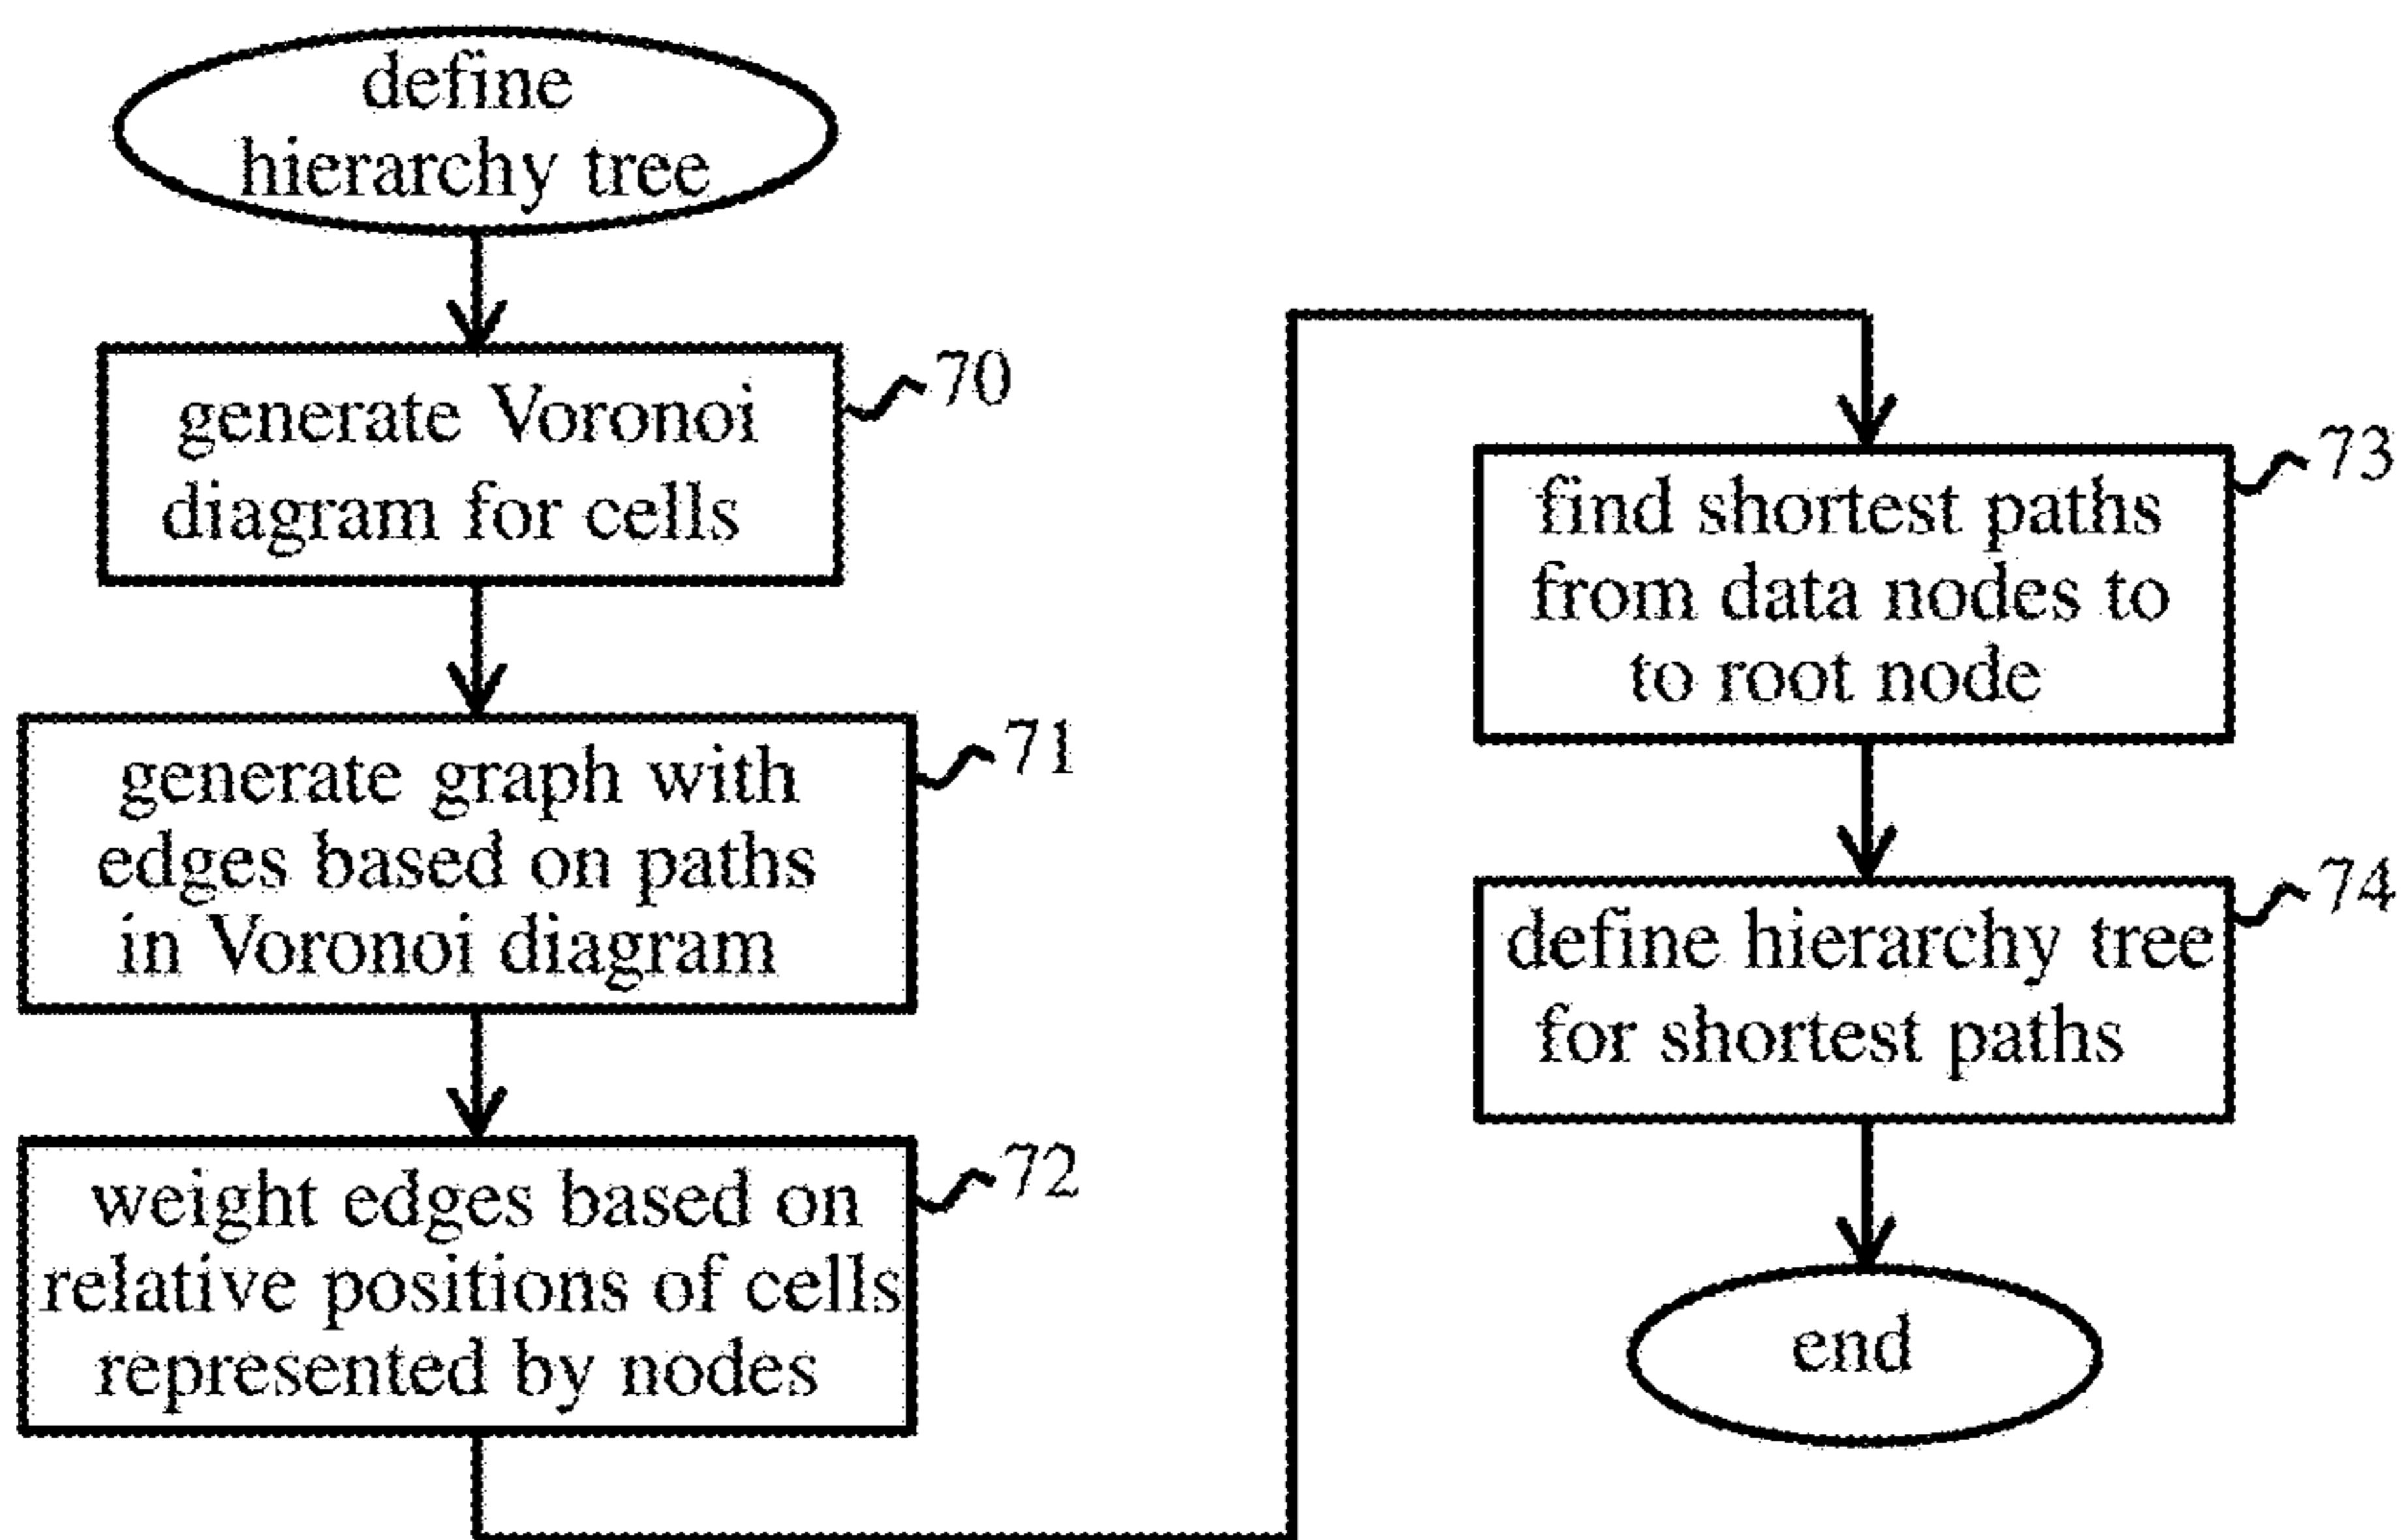 define
hierarchy tree
generate Voronoi
diagram for cells
70
generate graph with
edges based on paths
in Voronoi diagram
71
weight edges based on
relative positions of cells
represented by nodes
72
find shortest paths
from data nodes to
to root node
73
define hierarchy tree
for shortest paths
74
end